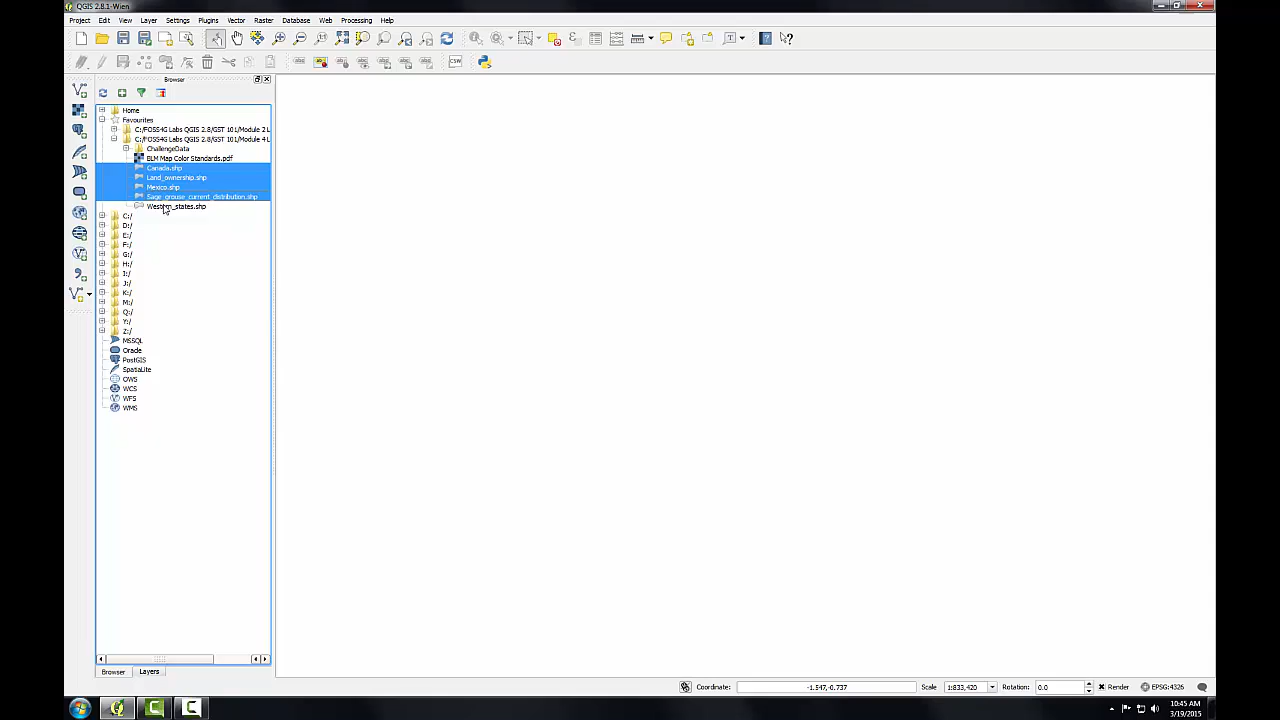 QGIS 2.8.1-Wien
Project Edit View Layer Settings Plugins Vector Raster Database Web Processing Help
CSW
Browser
Home
Favourites
C:/FOSS4G Labs QGIS 2.8/GST 101/Module 2 L
C:/FOSS4G Labs QGIS 2.8/GST 101/Module 4 L
ChallengeData
BLM Map Color Standards.pdf
Canada.shp
Land_ownership.shp
Mexico.shp
Sage_grouse_current_distribution.shp
Western_states.shp
C:/
D:/
E:/
F:/
G:/
H:/
I:/
J:/
K:/
M:/
Q:/
Y:/
Z:/
MSSQL
Oracle
PostGIS
SpatiaLite
OWS
WCS
WFS
WMS
Browser Layers
Coordinate: -1.547,-0.737 Scale 1:833,420 Rotation: 0.0 Render EPSG:4326
10:45 AM
3/19/2015